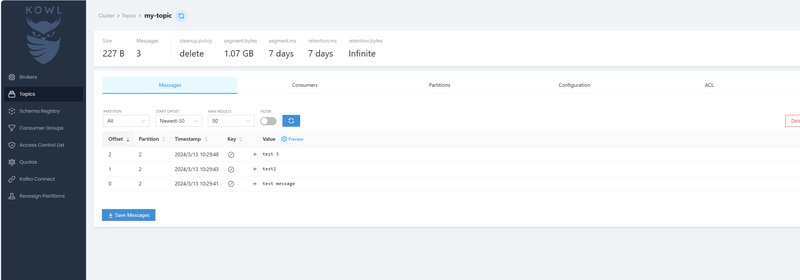 KOWL
Brokers
Topics
Schema Registry
Consumer Groups
Access Control List
Quotas
Kafka Connect
Reassign Partitions
Cluster > Topics > my-topic
Size Messages cleanup.policy segment.bytes segment.ms retention.ms retention.bytes
227 B 3 delete 1.07 GB 7 days 7 days Infinite
Messages Consumers Partitions Configuration ACL
PARTITION START OFFSET MAX RESULTS FILTER
All Newest-50 50
Dele
Offset Partition Timestamp Key Value Preview
2 2 2024/3/13 10:29:48 + test 3
1 2 2024/3/13 10:29:43 + test2
0 2 2024/3/13 10:29:41 + test message
Save Messages